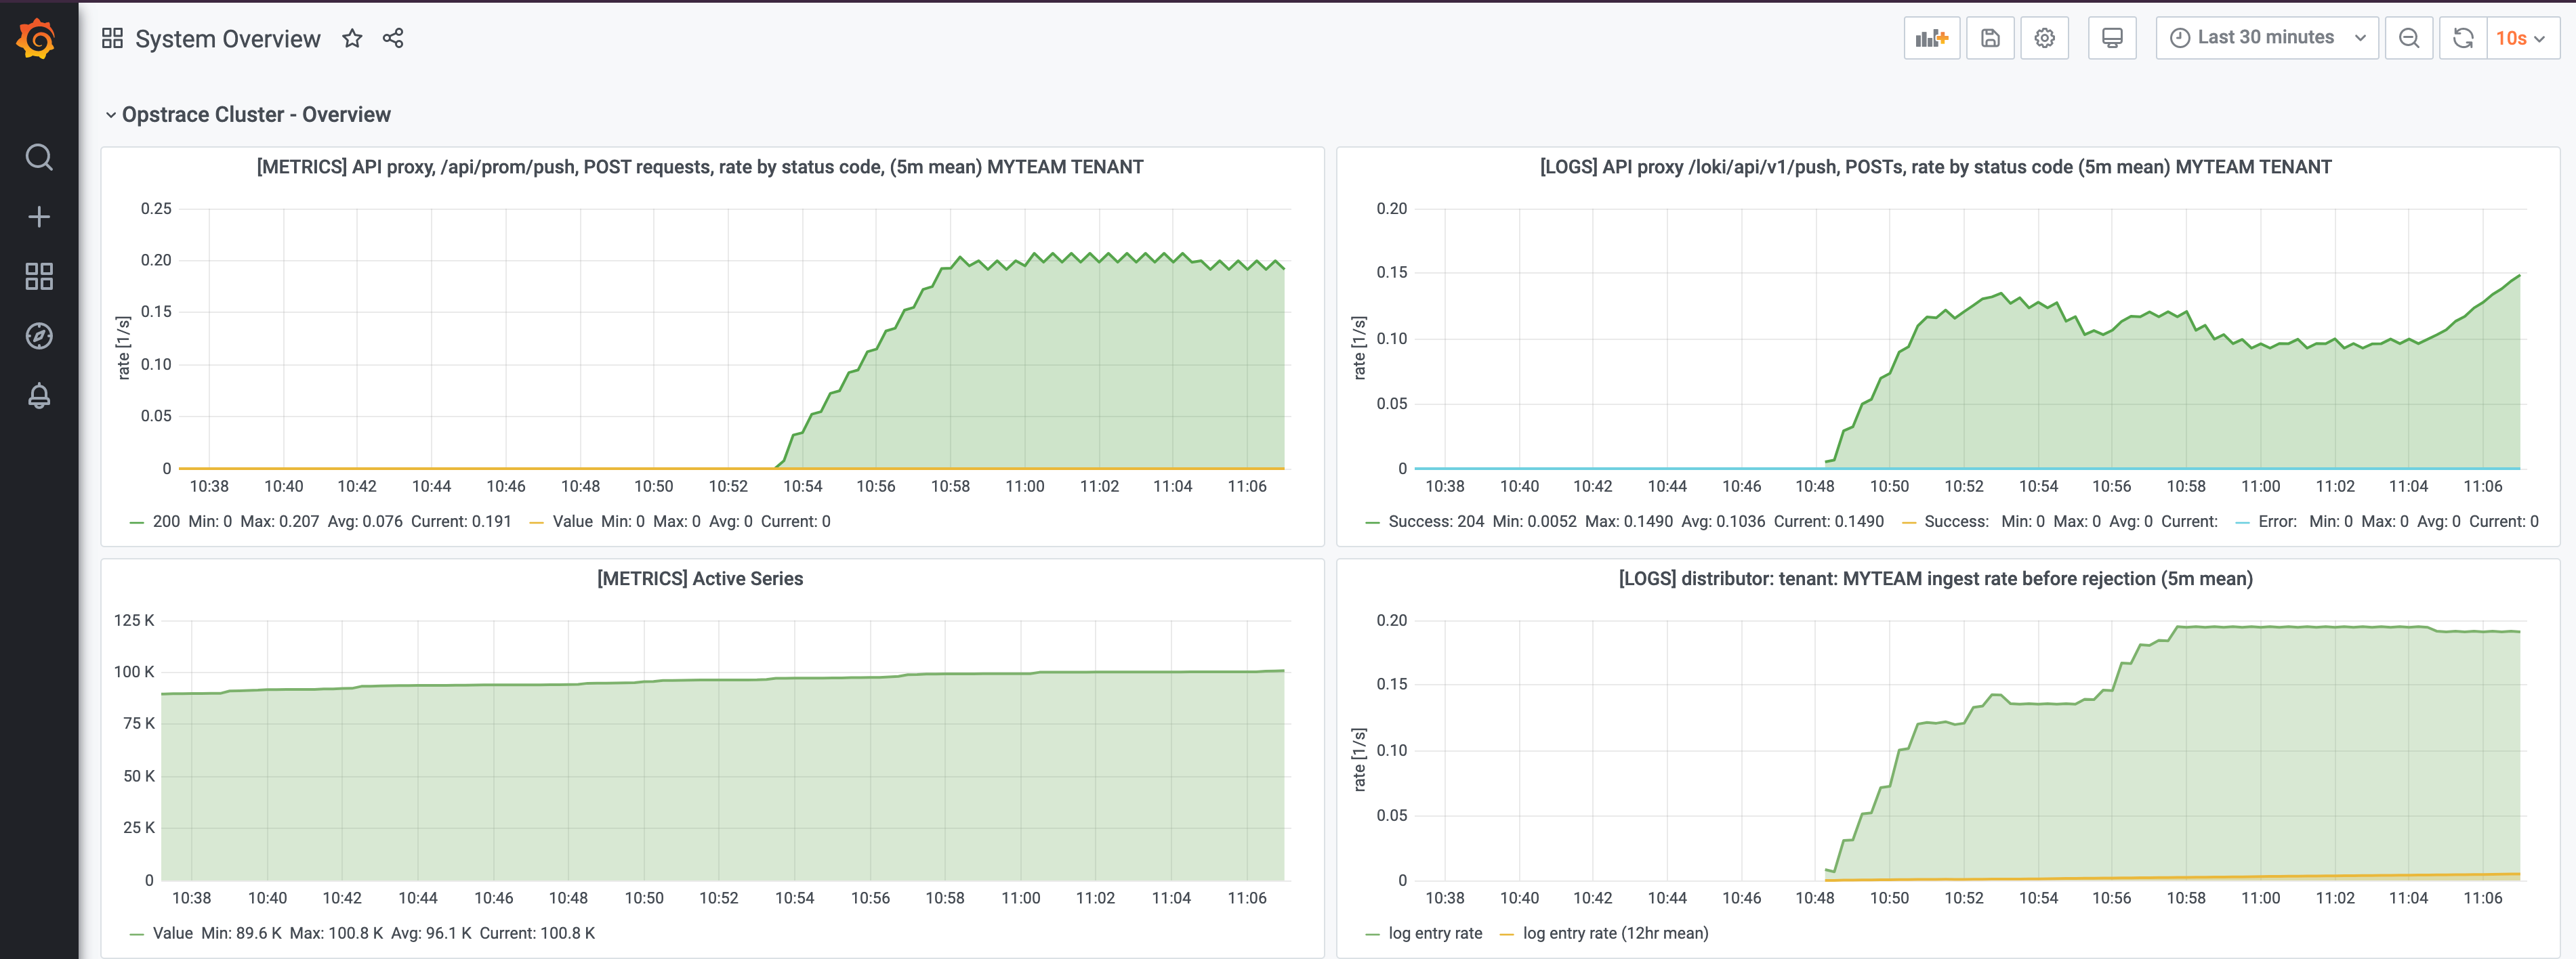 System Overview
Last 30 minutes
10s
Opstrace Cluster - Overview
[METRICS] API proxy, /api/prom/push, POST requests, rate by status code, (5m mean) MYTEAM TENANT
0.25
0.20
0.15
0.10
0.05
0
rate [1/s]
10:38 10:40 10:42 10:44 10:46 10:48 10:50 10:52 10:54 10:56 10:58 11:00 11:02 11:04 11:06
200 Min: 0 Max: 0.207 Avg: 0.076 Current: 0.191 Value Min: 0 Max: 0 Avg: 0 Current: 0
[LOGS] API proxy /loki/api/v1/push, POSTs, rate by status code (5m mean) MYTEAM TENANT
0.20
0.15
0.10
0.05
0
rate [1/s]
10:38 10:40 10:42 10:44 10:46 10:48 10:50 10:52 10:54 10:56 10:58 11:00 11:02 11:04 11:06
Success: 204 Min: 0.0052 Max: 0.1490 Avg: 0.1036 Current: 0.1490 Success: Min: 0 Max: 0 Avg: 0 Current: Error: Min: 0 Max: 0 Avg: 0 Current: 0
[METRICS] Active Series
125 K
100 K
75 K
50 K
25 K
0
10:38 10:40 10:42 10:44 10:46 10:48 10:50 10:52 10:54 10:56 10:58 11:00 11:02 11:04 11:06
Value Min: 89.6 K Max: 100.8 K Avg: 96.1 K Current: 100.8 K
[LOGS] distributor: tenant: MYTEAM ingest rate before rejection (5m mean)
0.20
0.15
0.10
0.05
0
rate [1/s]
10:38 10:40 10:42 10:44 10:46 10:48 10:50 10:52 10:54 10:56 10:58 11:00 11:02 11:04 11:06
log entry rate log entry rate (12hr mean)